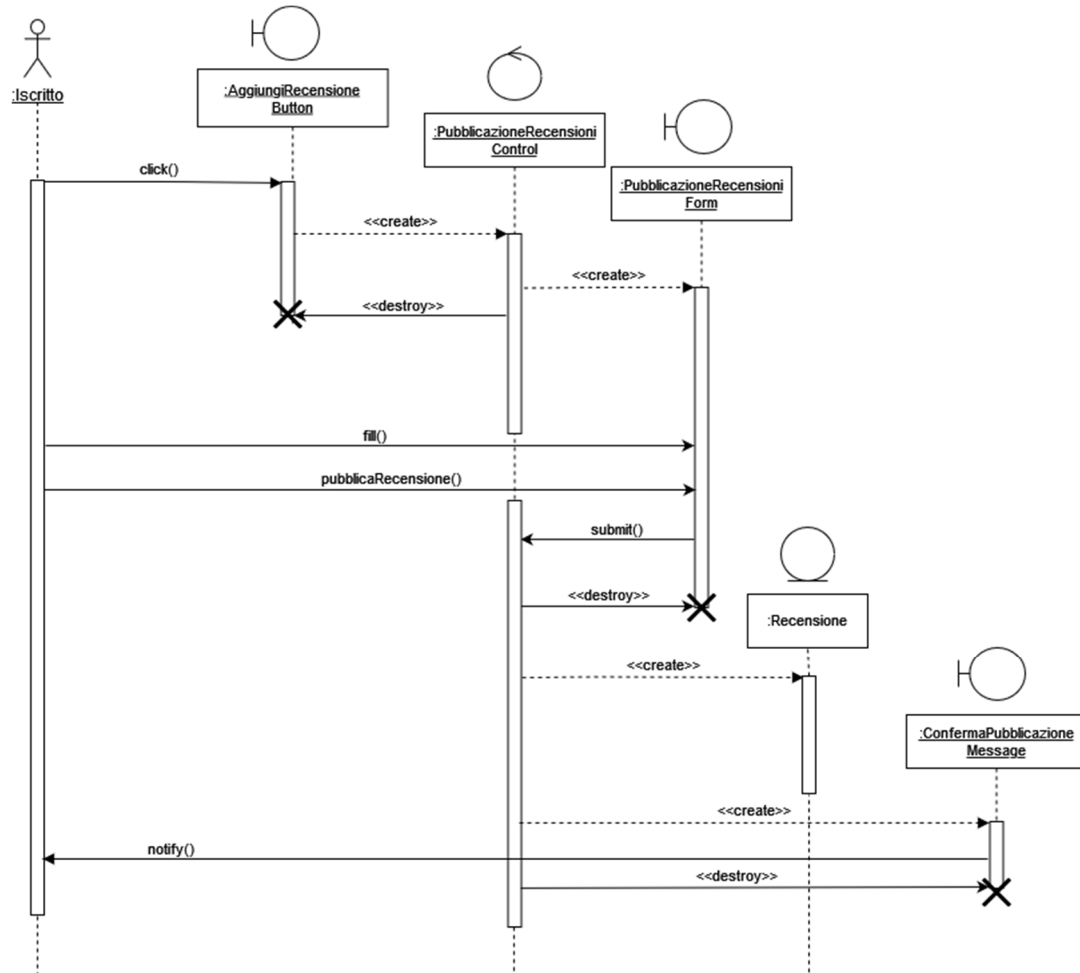 :Iscritto
:AggiungiRecensione
Button
:PubblicazioneRecensioni
Control
:PubblicazioneRecensioni
Form
click()
<<create>>
<<create>>
<<destroy>>
fill()
pubblicaRecensione()
submit()
<<destroy>>
:Recensione
<<create>>
:ConfermaPubblicazione
Message
<<create>>
notify()
<<destroy>>